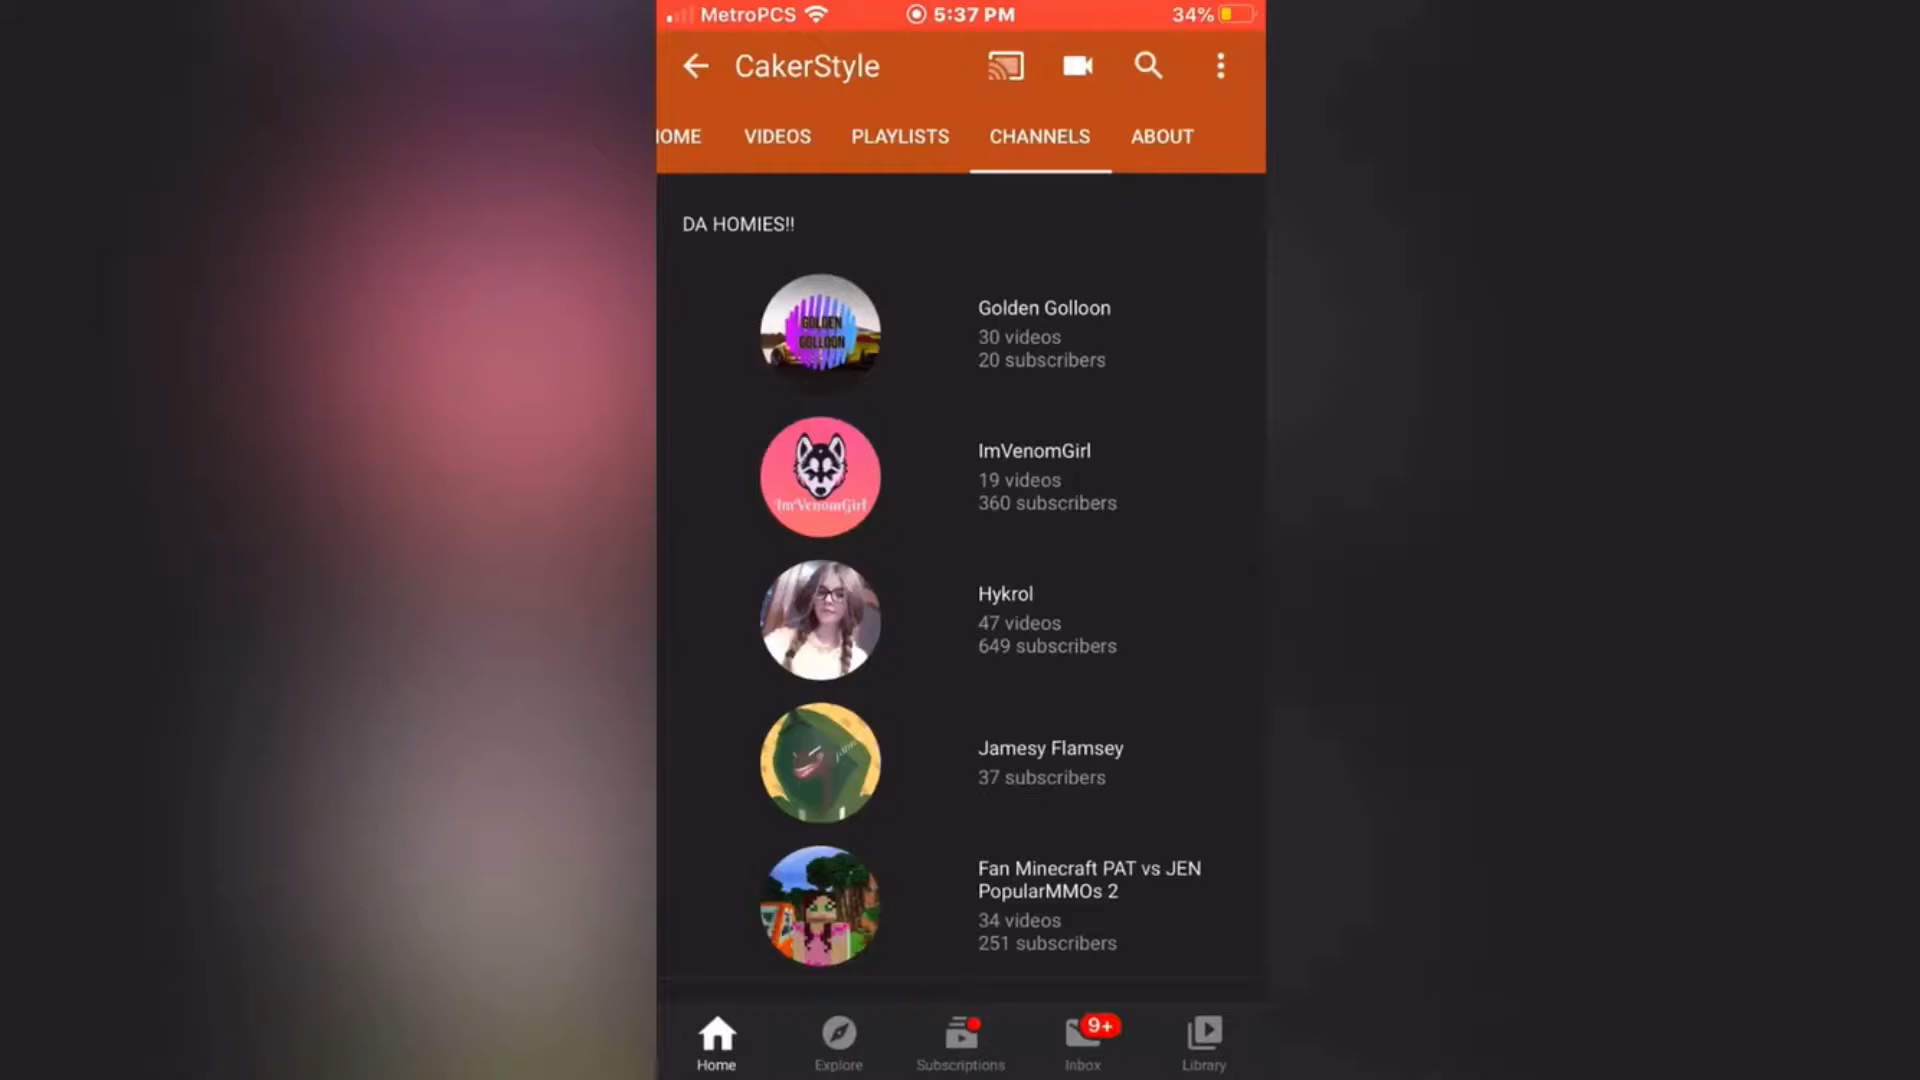 MetroPCS 5:37 PM 34%
CakerStyle
HOME VIDEOS PLAYLISTS CHANNELS ABOUT
DA HOMIES!!
GOLDEN
GOLLOON
Golden Golloon
30 videos
20 subscribers
ImVenomGirl
ImVenomGirl
19 videos
360 subscribers
Hykrol
47 videos
649 subscribers
Jamesy Flamsey
37 subscribers
Fan Minecraft PAT vs JEN
PopularMMOs 2
34 videos
251 subscribers
9+
Home Explore Subscriptions Inbox Library